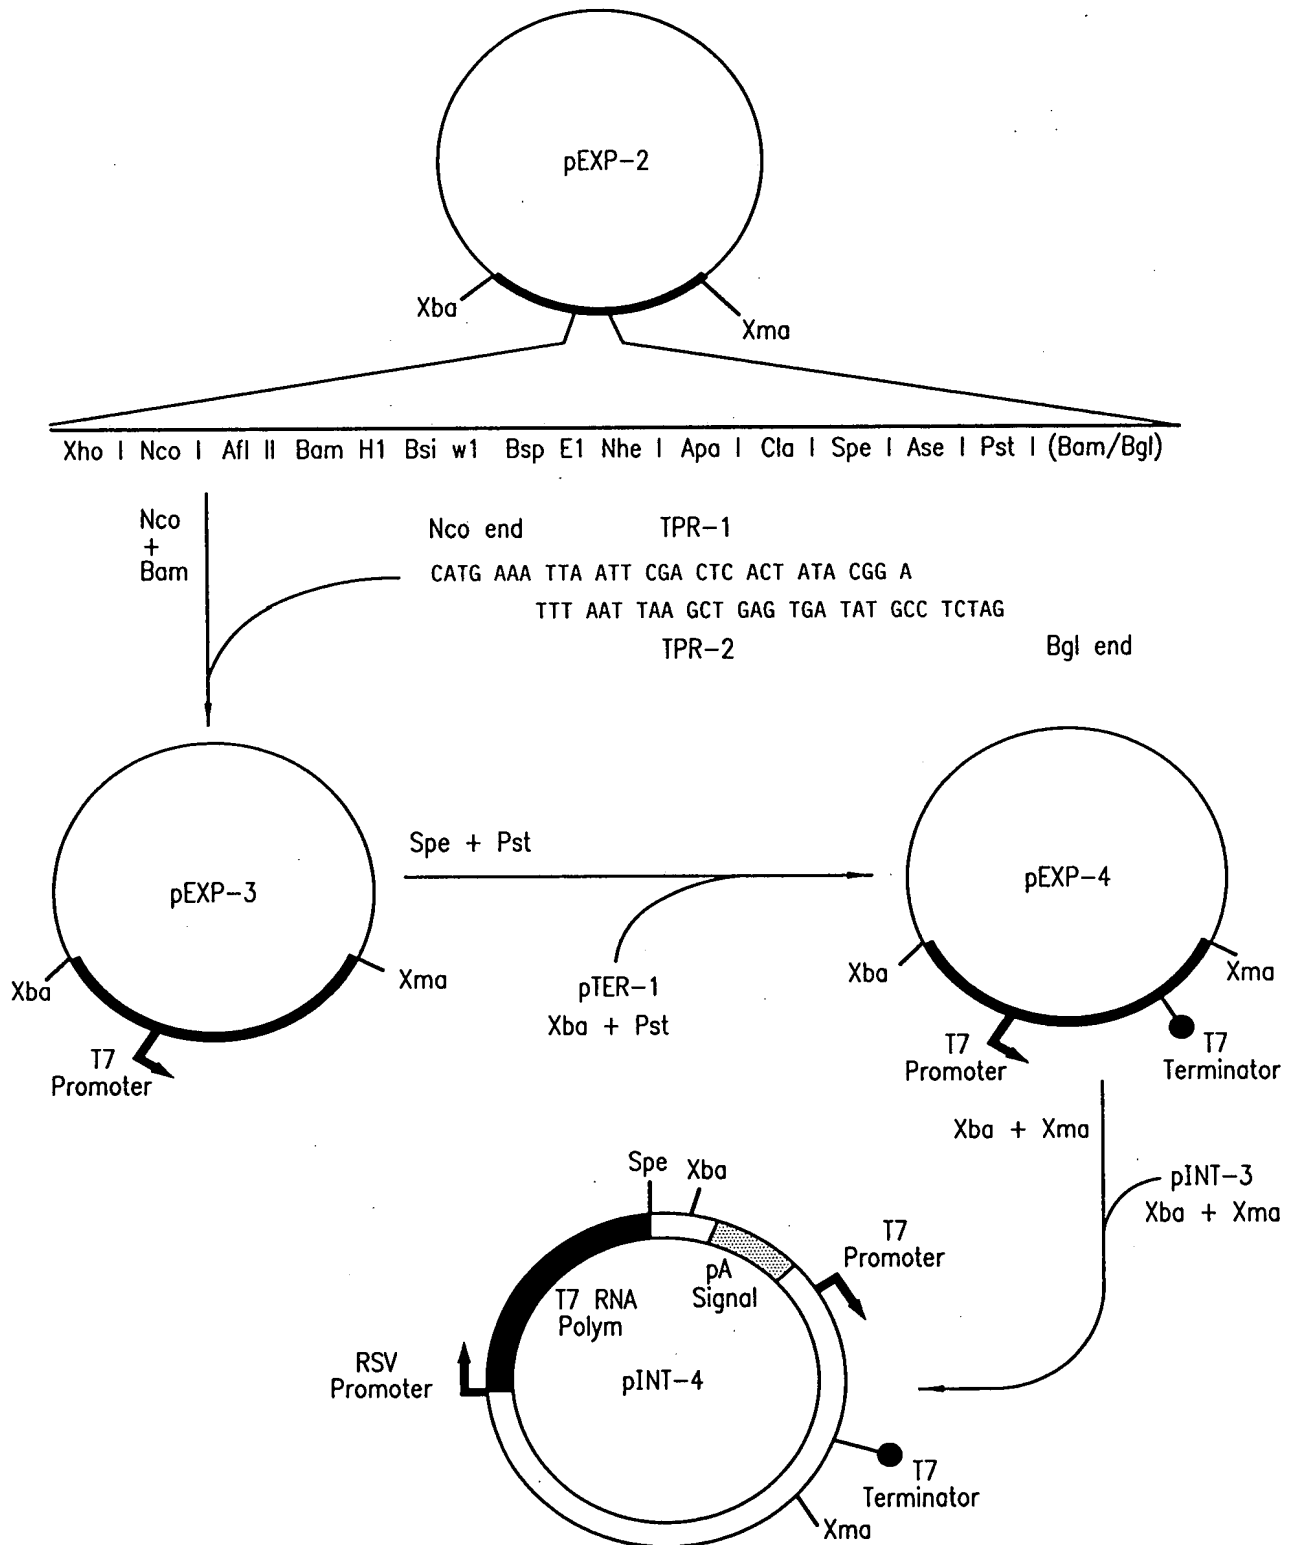 pEXP-2
Xba
Xma
Xho I Nco I Afl II Bam H1 Bsi w1 Bsp E1 Nhe I Apa I Cla I Spe I Ase I Pst I (Bam/Bgl)
Nco
+
Bam
Nco end TPR-1
CATG AAA TTA ATT CGA CTC ACT ATA CGG A
TTT AAT TAA GCT GAG TGA TAT GCC TCTAG
TPR-2
Bgl end
pEXP-3
Xba
Xma
T7
Promoter
Spe + Pst
pTER-1
Xba + Pst
pEXP-4
Xba
Xma
T7
Promoter
T7
Terminator
Xba + Xma
pINT-3
Xba + Xma
Spe
Xba
T7
Promoter
pA
Signal
T7 RNA
Polym
RSV
Promoter
pINT-4
T7
Terminator
Xma